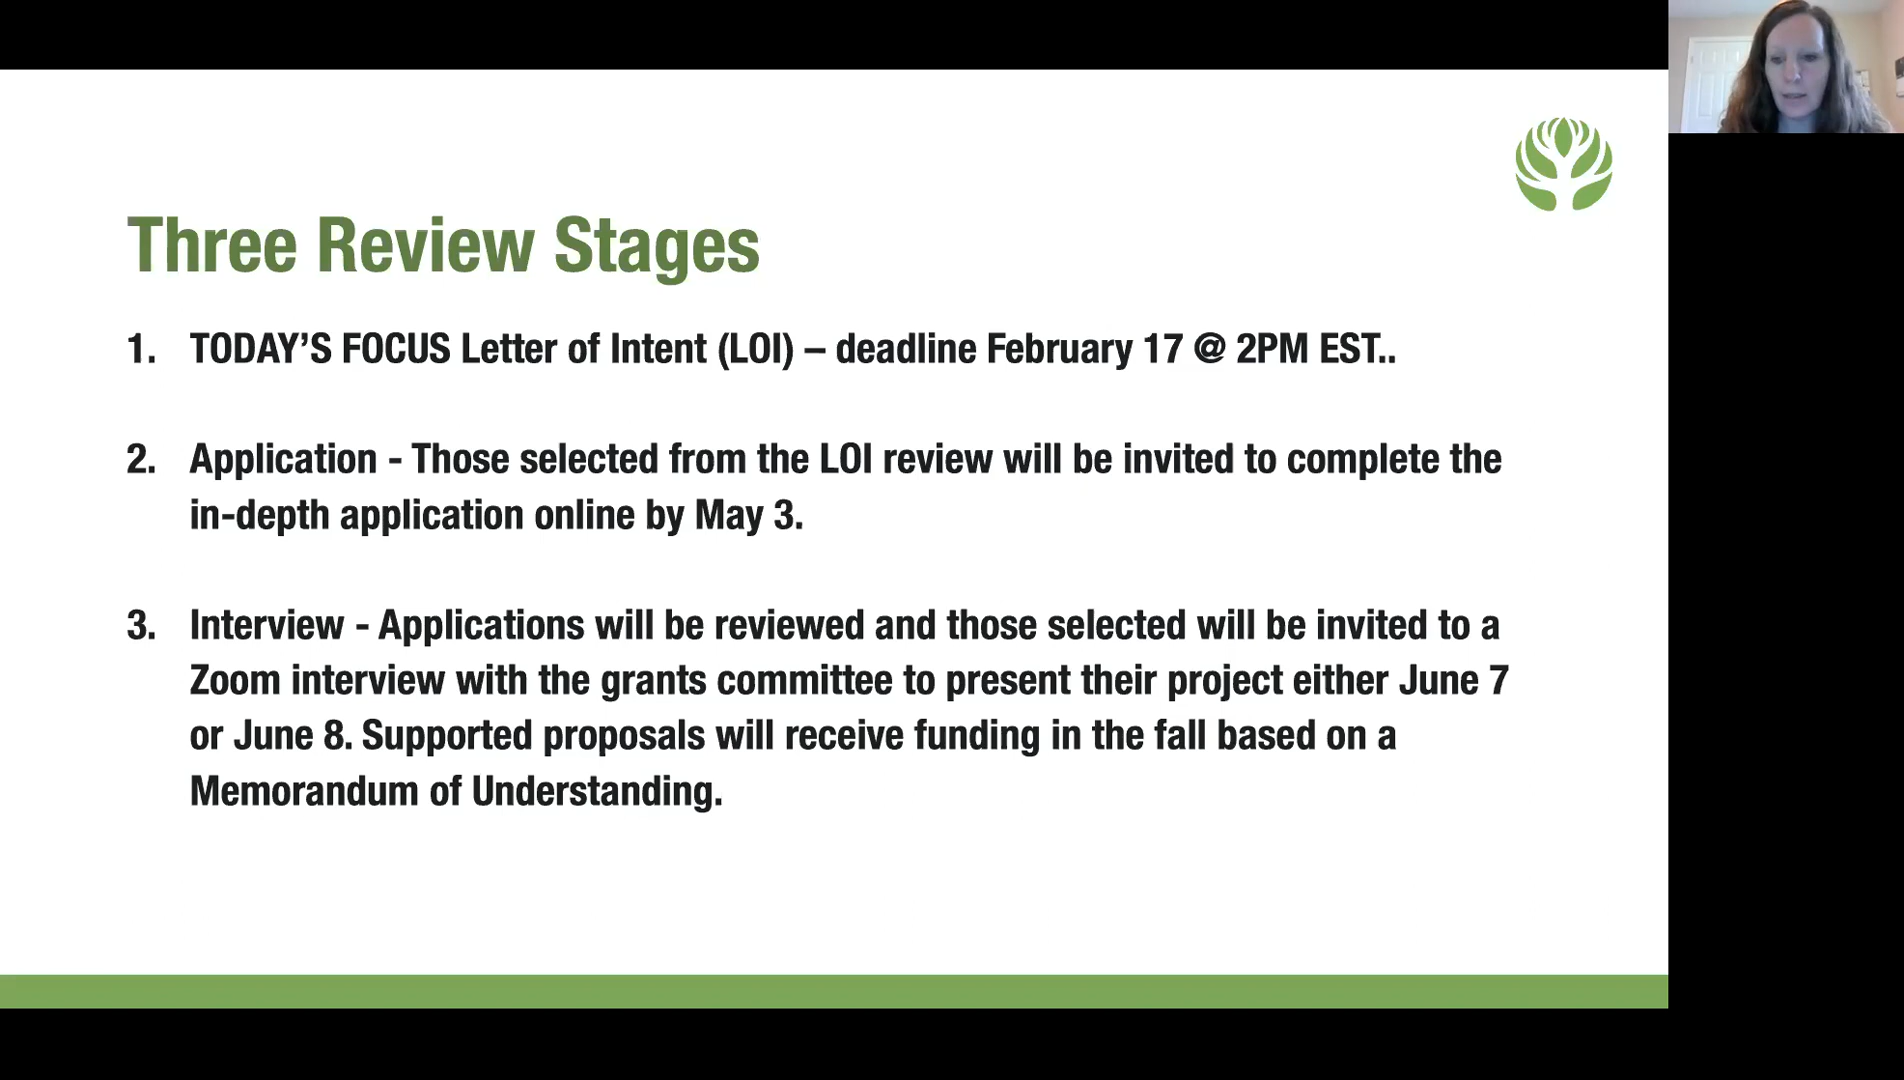 Three Review Stages
1. TODAY’S FOCUS Letter of Intent (LOI) – deadline February 17 @ 2PM EST..
2. Application - Those selected from the LOI review will be invited to complete the
in-depth application online by May 3.
3. Interview - Applications will be reviewed and those selected will be invited to a
Zoom interview with the grants committee to present their project either June 7
or June 8. Supported proposals will receive funding in the fall based on a
Memorandum of Understanding.